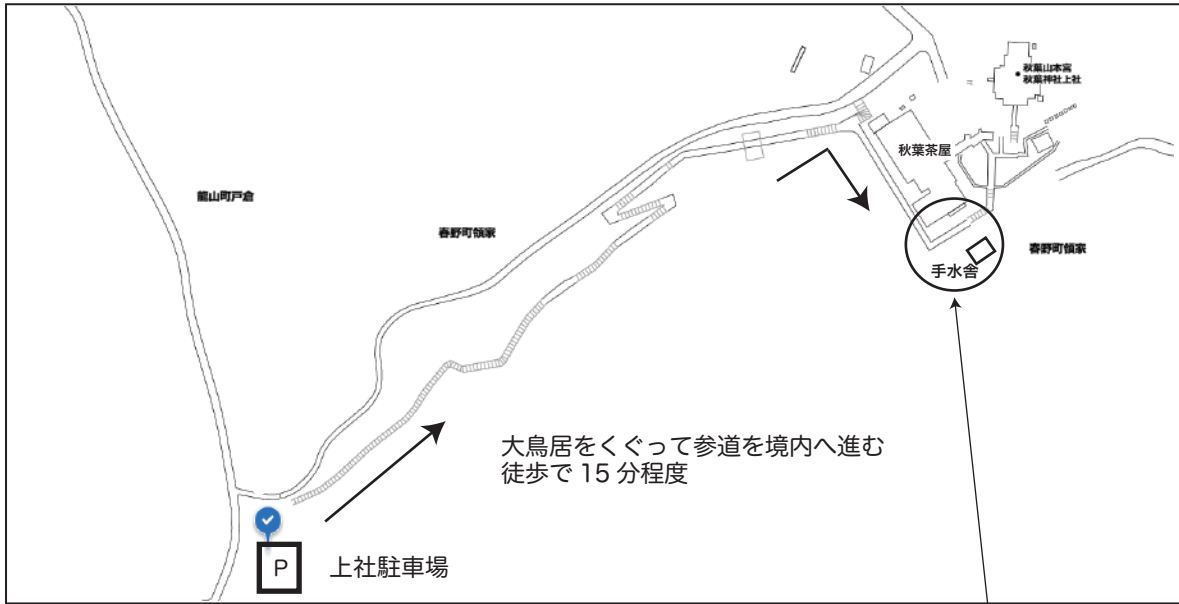 秋葉山本宮
秋葉神社上社
秋葉茶屋
龍山町戸倉
春野町領家
手水舎
春野町領家
大鳥居をくぐって参道を境内へ進む
徒歩で 15 分程度
P
上社駐車場